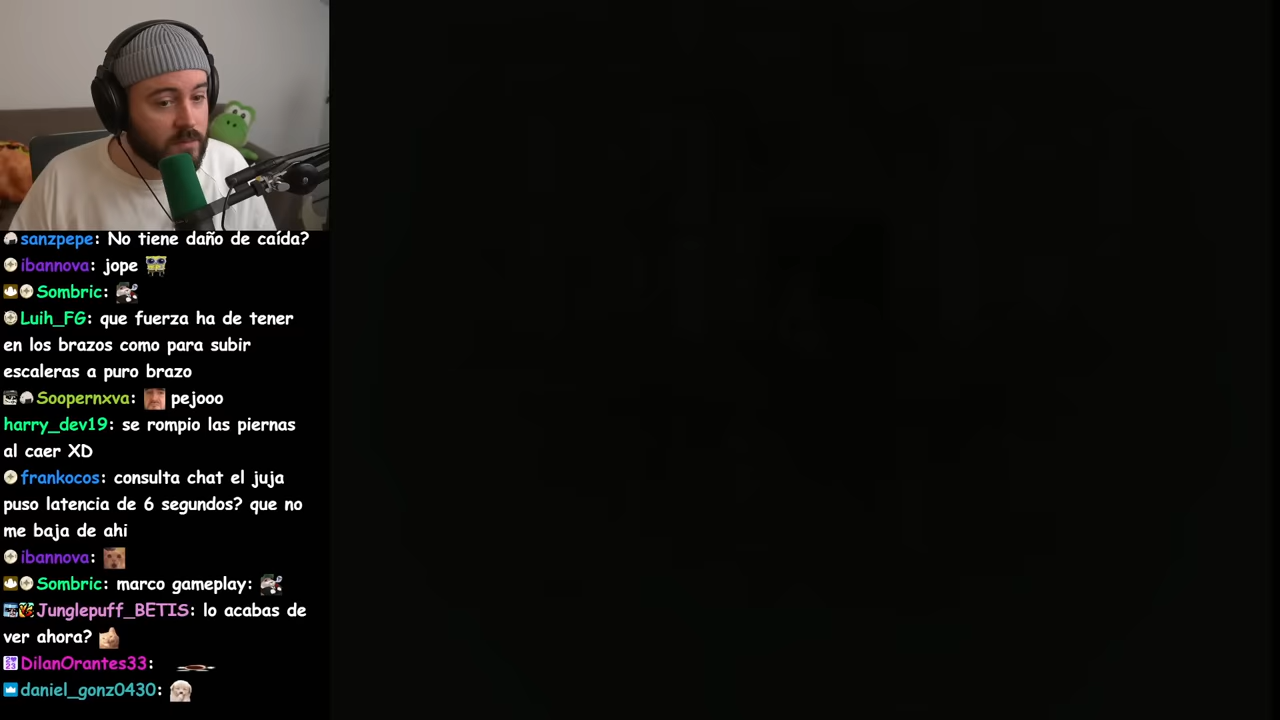 sanzpepe: No tiene daño de caída?
ibannova: jope
Sombric:
Luih_FG: que fuerza ha de tener
en los brazos como para subir
escaleras a puro brazo
Soopernxva: pejooo
harry_dev19: se rompio las piernas
al caer XD
frankocos: consulta chat el juja
puso latencia de 6 segundos? que no
me baja de ahi
ibannova:
Sombric: marco gameplay:
Junglepuff_BETIS: lo acabas de
ver ahora?
DilanOrantes33:
daniel_gonz0430: